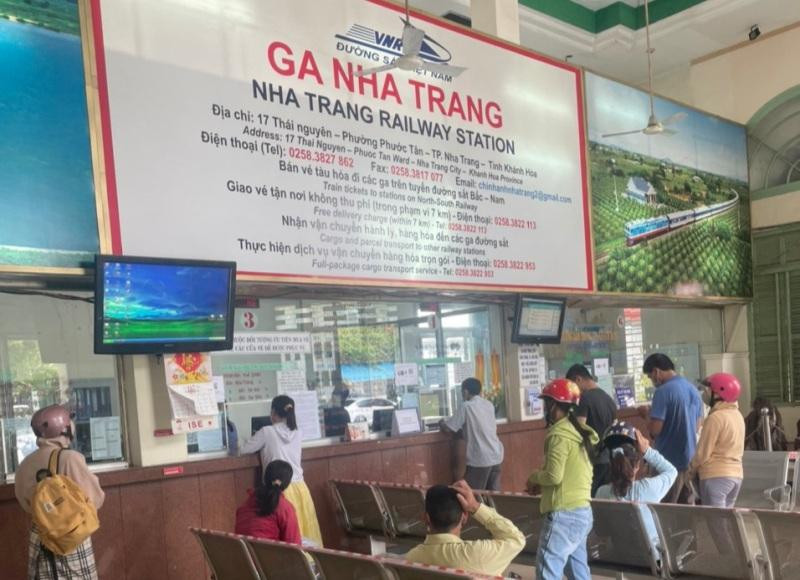 VNR
ĐƯỜNG SẮT VIỆT NAM
GA NHA TRANG
NHA TRANG RAILWAY STATION
Địa chỉ: 17 Thái nguyên – Phường Phước Tân – TP. Nha Trang – Tỉnh Khánh Hoa
Address: 17 Thai Nguyen – Phuoc Tan Ward – Nha Trang City – Khanh Hoa Province
Điện thoại (Tel): 0258.3827 862 Fax: 0258.3817 077 Email: chinhanhnhatrang2@gmail.com
Bán vé tàu hỏa đi các ga trên tuyến đường sắt Bắc – Nam
Train tickets to stations on North-South Railway
Giao vé tận nơi không thu phí (trong phạm vi 7 km) - Điện thoại: 0258.3822 113
Free delivery charge (within 7 km) - Tel: 0258.3822 113
Nhận vận chuyển hành lý, hàng hóa đến các ga đường sắt
Cargo and parcel transport to other railway stations
Thực hiện dịch vụ vận chuyển hàng hóa trọn gói - Điện thoại: 0258.3822 953
Full-package cargo transport service - Tel: 0258.3822 953
3
ISE